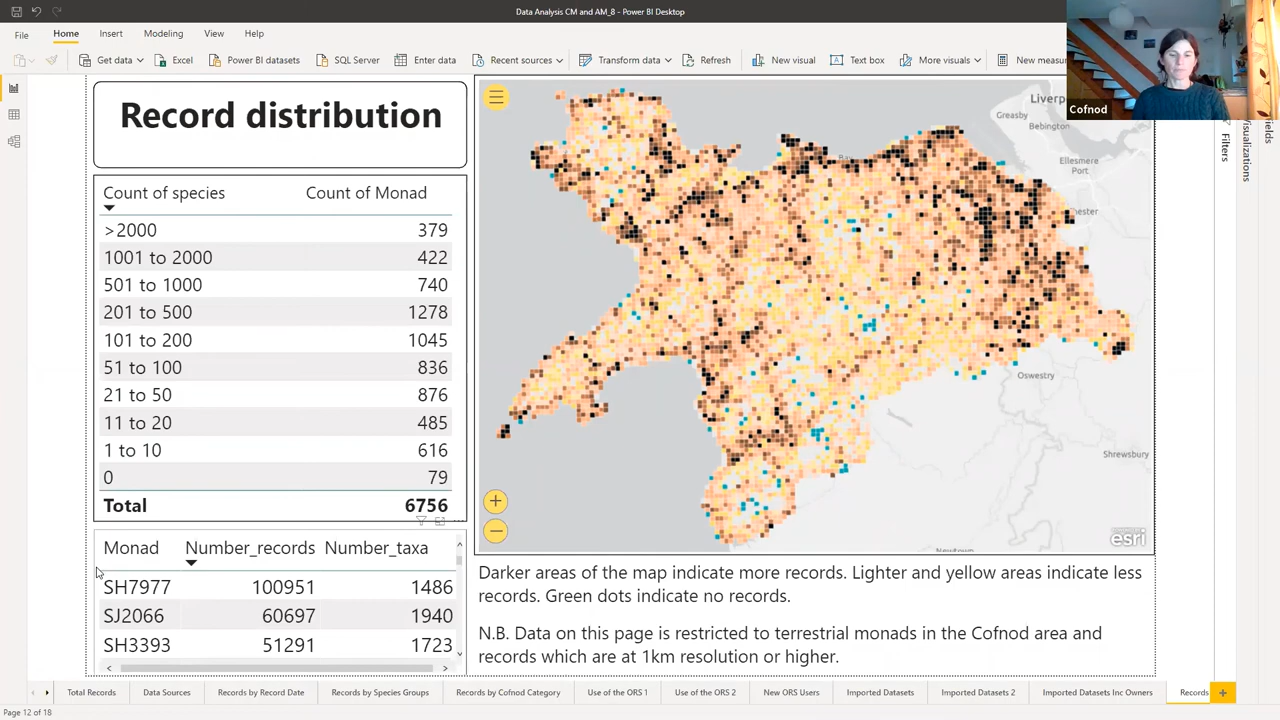 Data Analysis CM and AM_8 - Power BI Desktop
File Home Insert Modeling View Help
Get data Excel Power BI datasets SQL Server Enter data Recent sources Transform data Refresh New visual Text box More visuals New measur
Cofnod
Record distribution
Count of species Count of Monad
>2000 379
1001 to 2000 422
501 to 1000 740
201 to 500 1278
101 to 200 1045
51 to 100 836
21 to 50 876
11 to 20 485
1 to 10 616
0 79
Total 6756
Monad Number_records Number_taxa
SH7977 100951 1486
SJ2066 60697 1940
SH3393 51291 1723
Liverp
Greasby
Bebington
Bay
Ellesmere
Port
hester
Oswestry
Shrewsbury
Newtown
esri
Filters
Visualizations
Fields
Darker areas of the map indicate more records. Lighter and yellow areas indicate less
records. Green dots indicate no records.
N.B. Data on this page is restricted to terrestrial monads in the Cofnod area and
records which are at 1km resolution or higher.
Total Records Data Sources Records by Record Date Records by Species Groups Records by Cofnod Category Use of the ORS 1 Use of the ORS 2 New ORS Users Imported Datasets Imported Datasets 2 Imported Datasets Inc Owners Records
Page 12 of 18